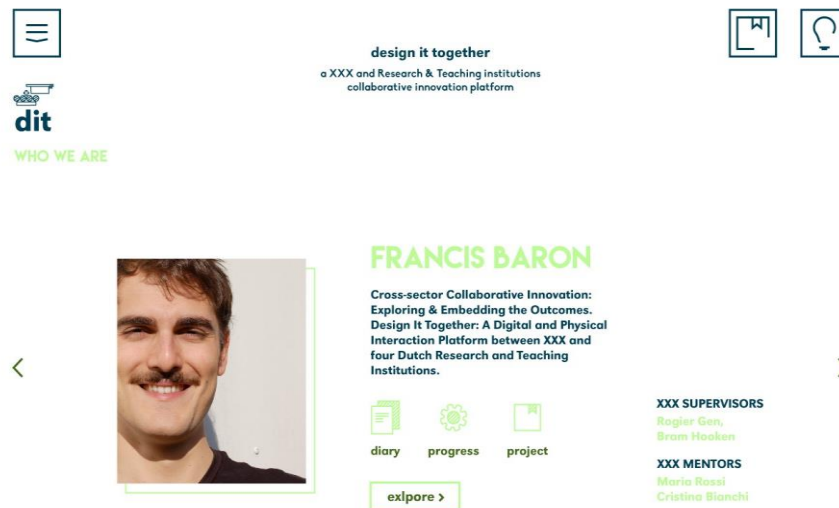 design it together
a XXX and Research & Teaching institutions
collaborative innovation platform
dit
WHO WE ARE
FRANCIS BARON
Cross-sector Collaborative Innovation:
Exploring & Embedding the Outcomes.
Design It Together: A Digital and Physical
Interaction Platform between XXX and
four Dutch Research and Teaching
Institutions.
diary
progress
project
exlpore >
XXX SUPERVISORS
Rogier Gen,
Bram Hooken
XXX MENTORS
Maria Rossi
Cristina Bianchi